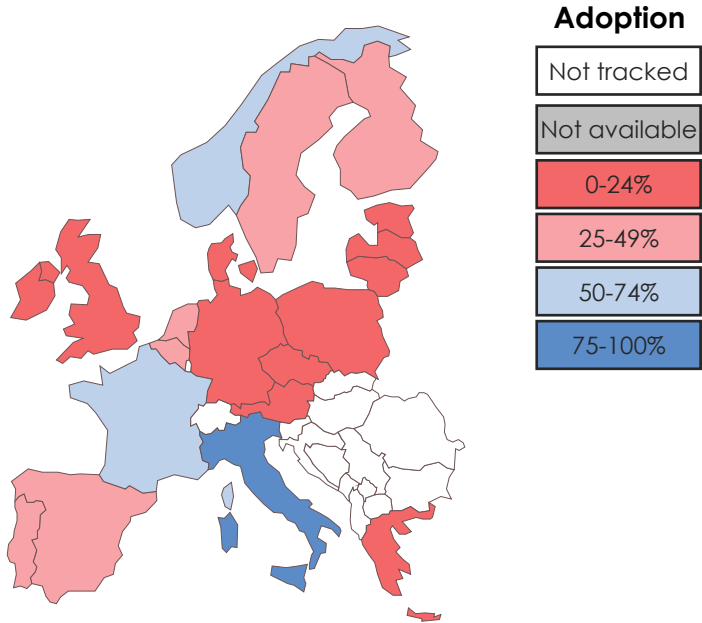 Adoption
Not tracked
Not available
0-24%
25-49%
50-74%
75-100%